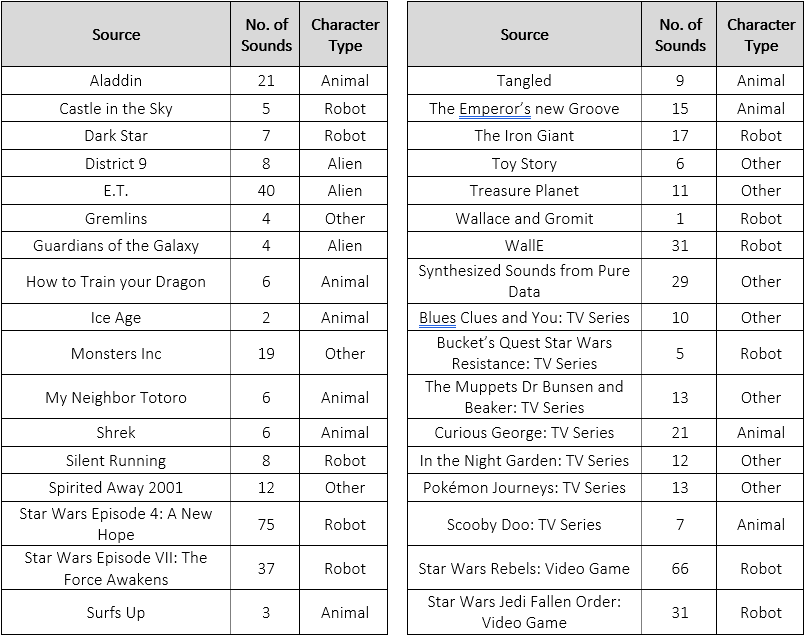 Source No. of Sounds Character Type
Aladdin 21 Animal
Castle in the Sky 5 Robot
Dark Star 7 Robot
District 9 8 Alien
E.T. 40 Alien
Gremlins 4 Other
Guardians of the Galaxy 4 Alien
How to Train your Dragon 6 Animal
Ice Age 2 Animal
Monsters Inc 19 Other
My Neighbor Totoro 6 Animal
Shrek 6 Animal
Silent Running 8 Robot
Spirited Away 2001 12 Other
Star Wars Episode 4: A New Hope 75 Robot
Star Wars Episode VII: The Force Awakens 37 Robot
Surfs Up 3 Animal
Source No. of Sounds Character Type
Tangled 9 Animal
The Emperor's new Groove 15 Animal
The Iron Giant 17 Robot
Toy Story 6 Other
Treasure Planet 11 Other
Wallace and Gromit 1 Robot
WallE 31 Robot
Synthesized Sounds from Pure Data 29 Other
Blues Clues and You: TV Series 10 Other
Bucket's Quest Star Wars Resistance: TV Series 5 Robot
The Muppets Dr Bunsen and Beaker: TV Series 13 Other
Curious George: TV Series 21 Animal
In the Night Garden: TV Series 12 Other
Pokémon Journeys: TV Series 13 Other
Scooby Doo: TV Series 7 Animal
Star Wars Rebels: Video Game 66 Robot
Star Wars Jedi Fallen Order: Video Game 31 Robot